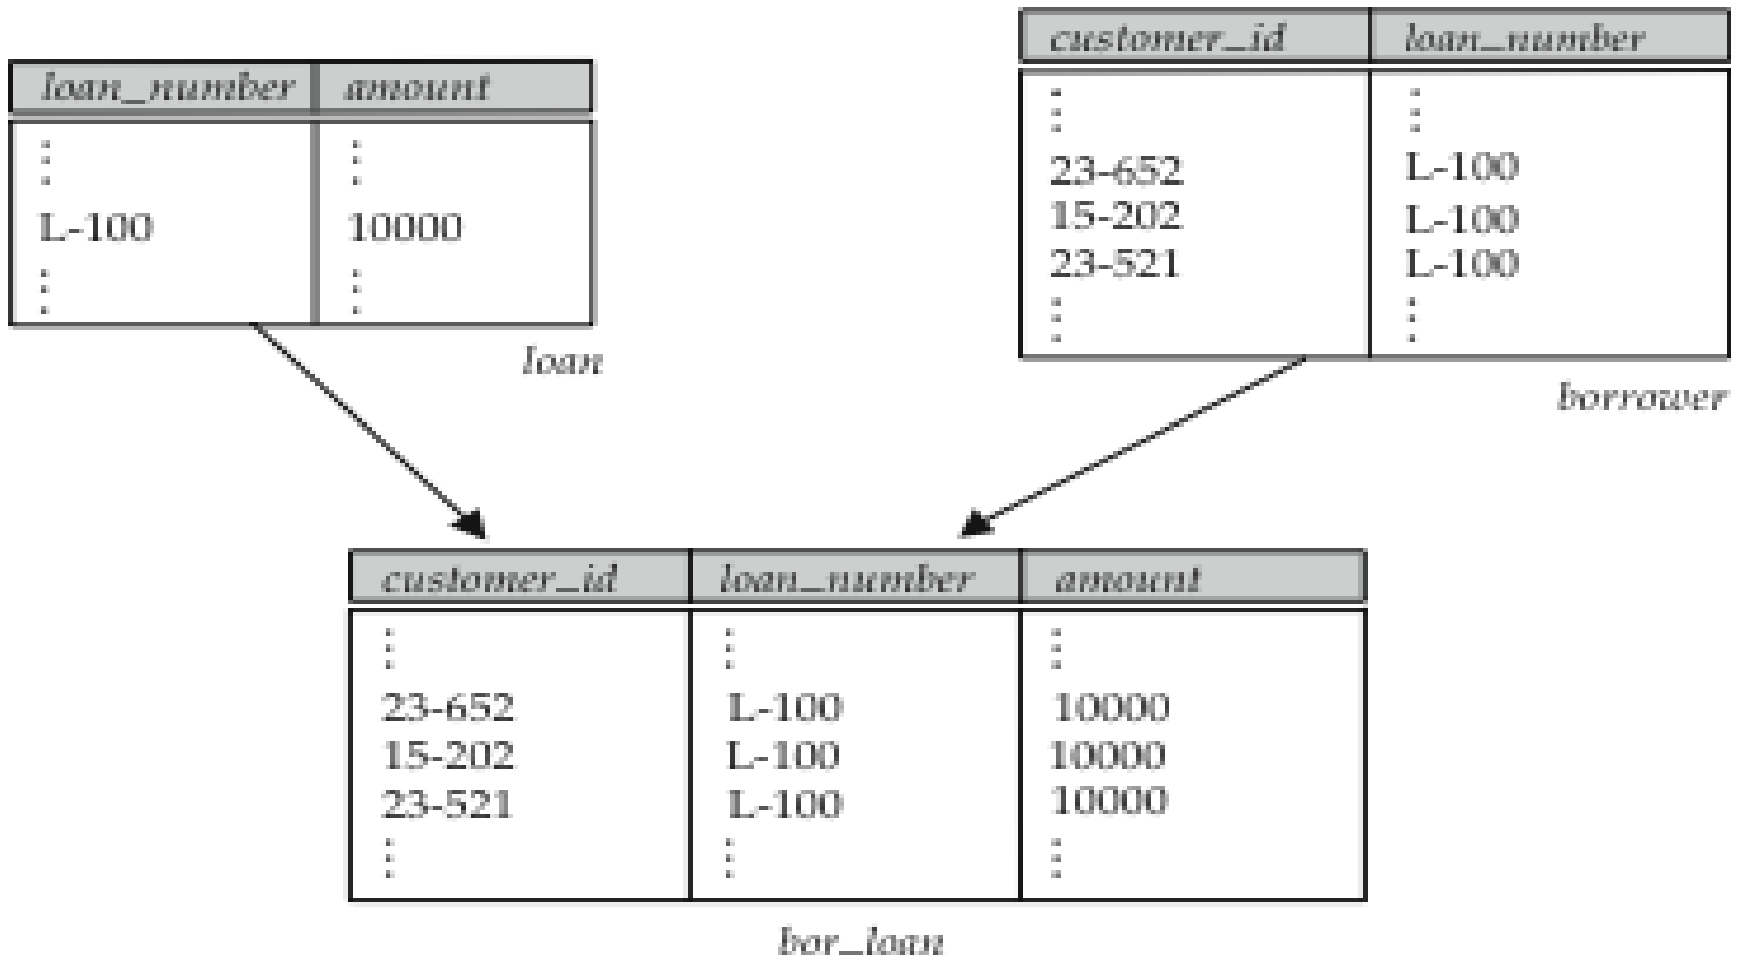 loan_number amount
L-100 10000
loan
customer_id loan_number
23-652 L-100
15-202 L-100
23-521 L-100
borrower
customer_id loan_number amount
23-652 L-100 10000
15-202 L-100 10000
23-521 L-100 10000
bor_loan